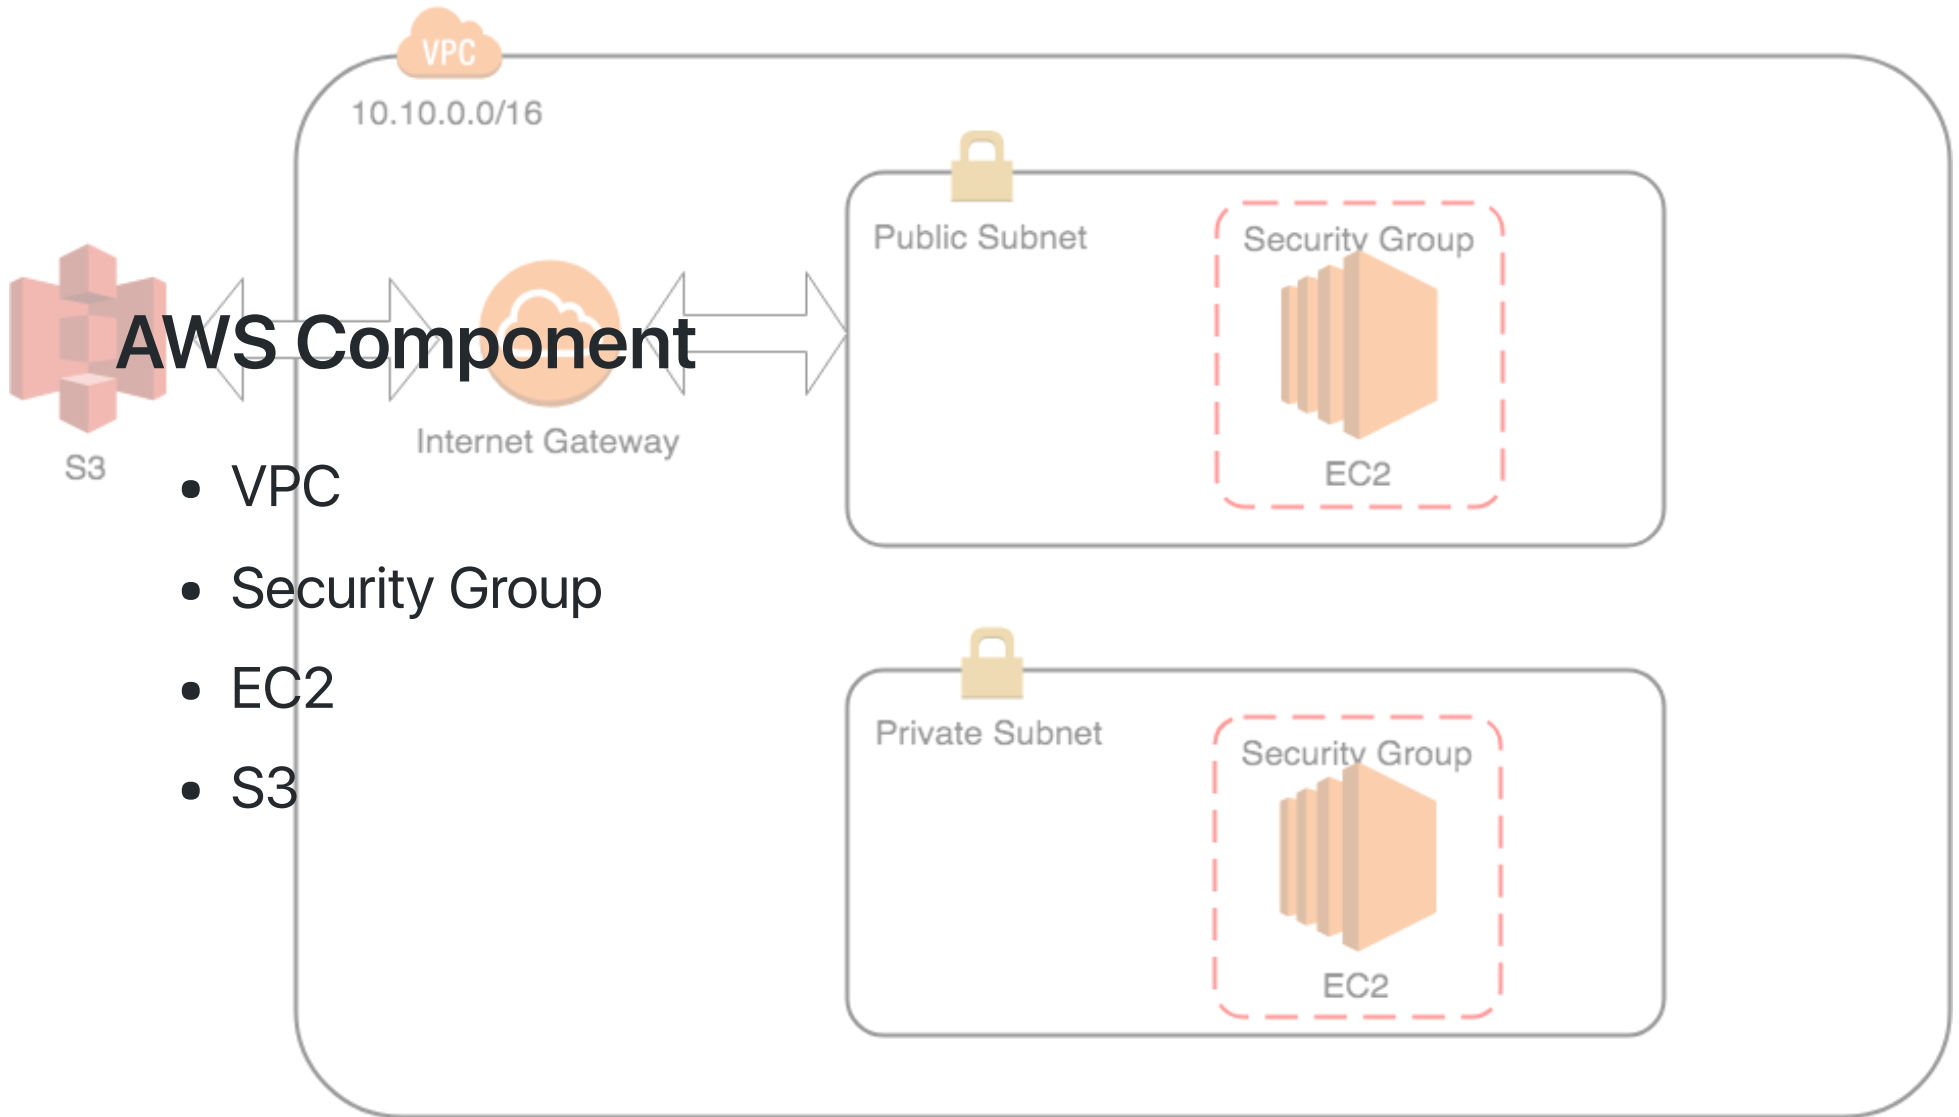 VPC
10.10.0.0/16
Public Subnet
Security Group
AWS Component
Internet Gateway
S3
EC2
• VPC
• Security Group
• EC2
• S3
Private Subnet
Security Group
EC2